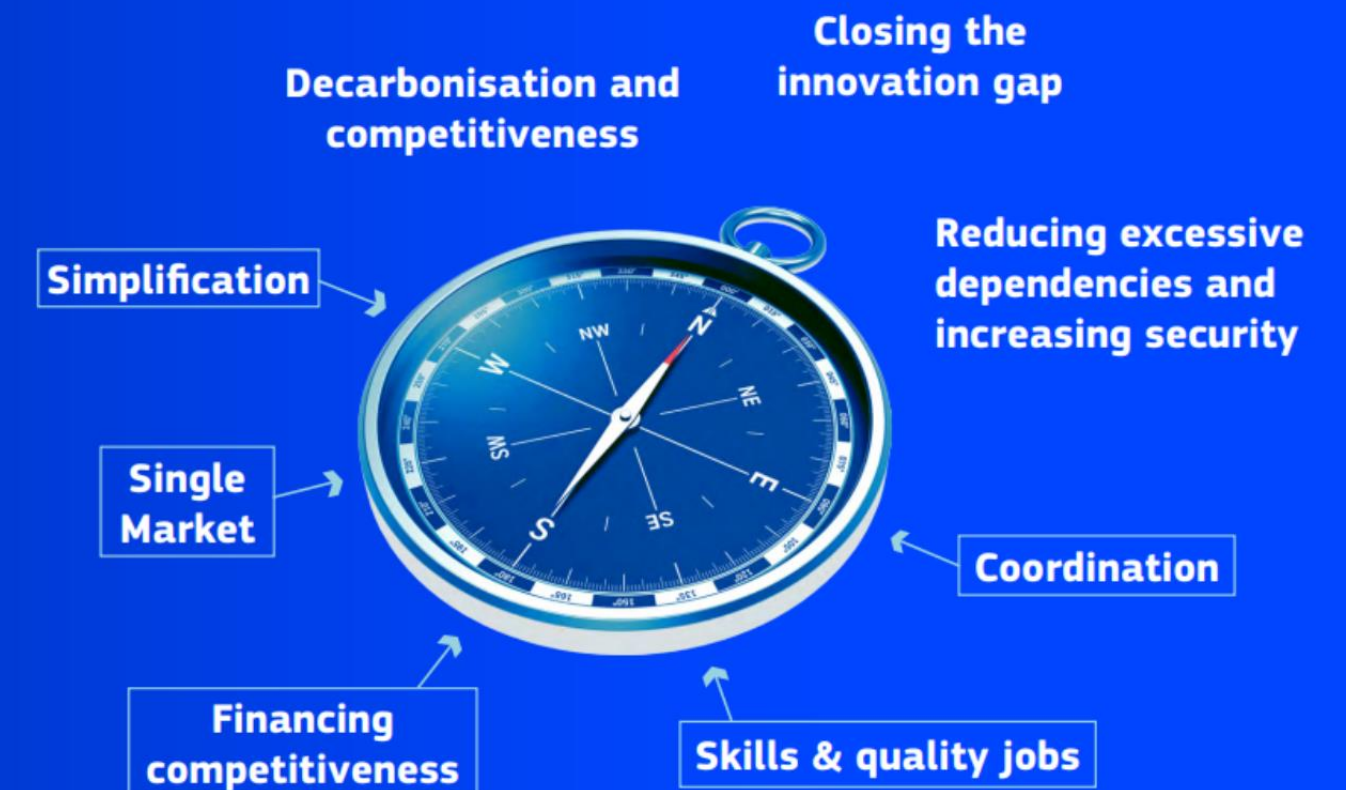 Closing the
innovation gap
Decarbonisation and
competitiveness
Reducing excessive
dependencies and
increasing security
Simplification
Single
Market
Coordination
Financing
competitiveness
Skills & quality jobs
N
NE
E
SE
S
SW
W
NW